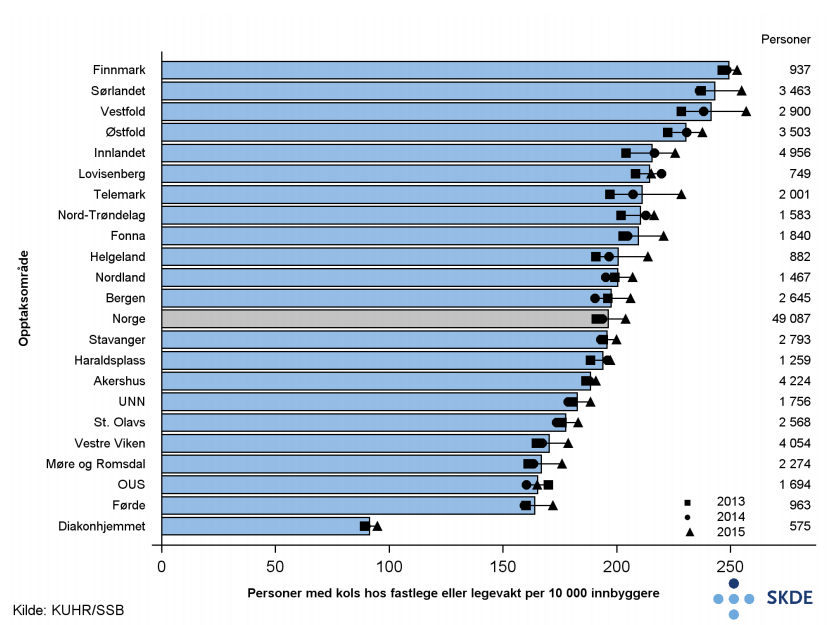 Personer
Finnmark 937
Sørlandet 3 463
Vestfold 2 900
Østfold 3 503
Innlandet 4 956
Lovisenberg 749
Telemark 2 001
Nord-Trøndelag 1 583
Fonna 1 840
Helgeland 882
Nordland 1 467
Bergen 2 645
Norge 49 087
Stavanger 2 793
Haraldsplass 1 259
Akershus 4 224
UNN 1 756
St. Olavs 2 568
Vestre Viken 4 054
Møre og Romsdal 2 274
OUS 1 694
Førde 963
Diakonhjemmet 575
Opptaksområde
2013
2014
2015
0 50 100 150 200 250
Personer med kols hos fastlege eller legevakt per 10 000 innbyggere
Kilde: KUHR/SSB
SKDE